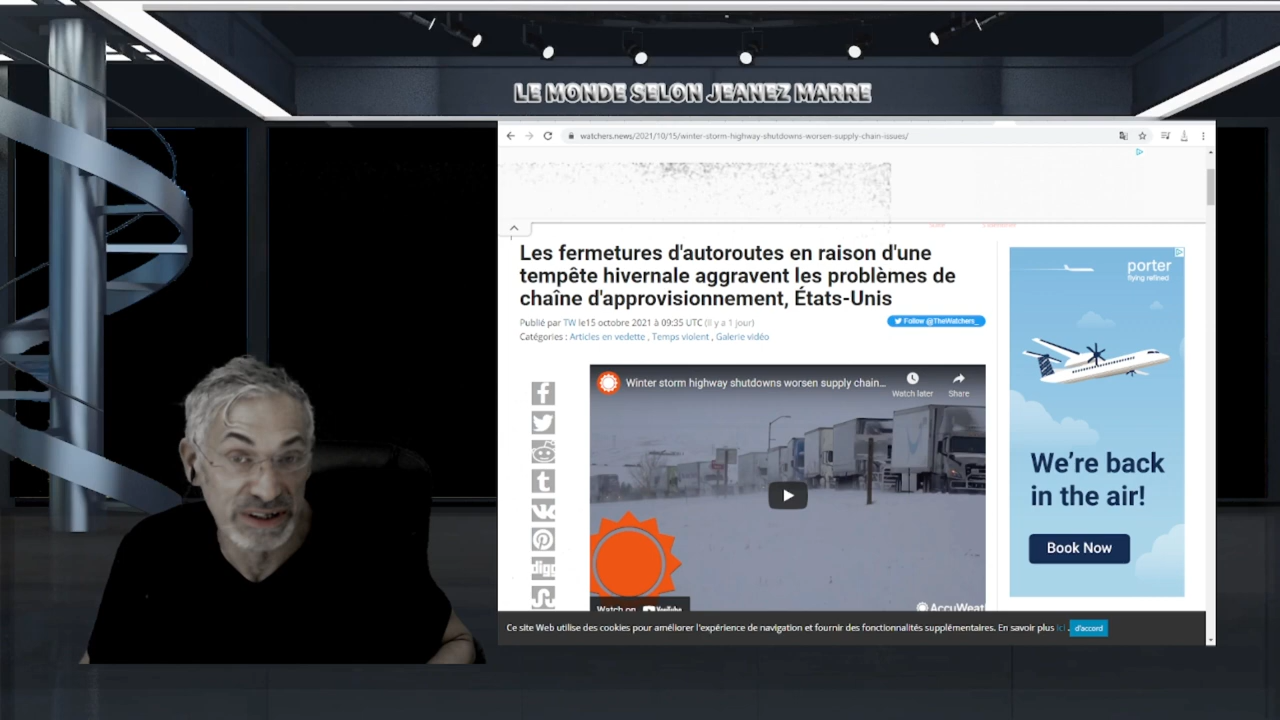 LE MONDE SELON JEANEZ MARRE
watchers.news/2021/10/15/winter-storm-highway-shutdowns-worsen-supply-chain-issues/
Les fermetures d'autoroutes en raison d'une
tempête hivernale aggravent les problèmes de
chaîne d'approvisionnement, États-Unis
Publié par TW le15 octobre 2021 à 09:35 UTC (Il y a 1 jour)
Follow @TheWatchers_
Catégories : Articles en vedette , Temps violent , Galerie vidéo
Winter storm highway shutdowns worsen supply chain...
Watch later
Share
digg
Watch on YouTube
AccuWeat
porter
flying refined
We're back
in the air!
Book Now
Ce site Web utilise des cookies pour améliorer l'expérience de navigation et fournir des fonctionnalités supplémentaires. En savoir plus ici . d'accord